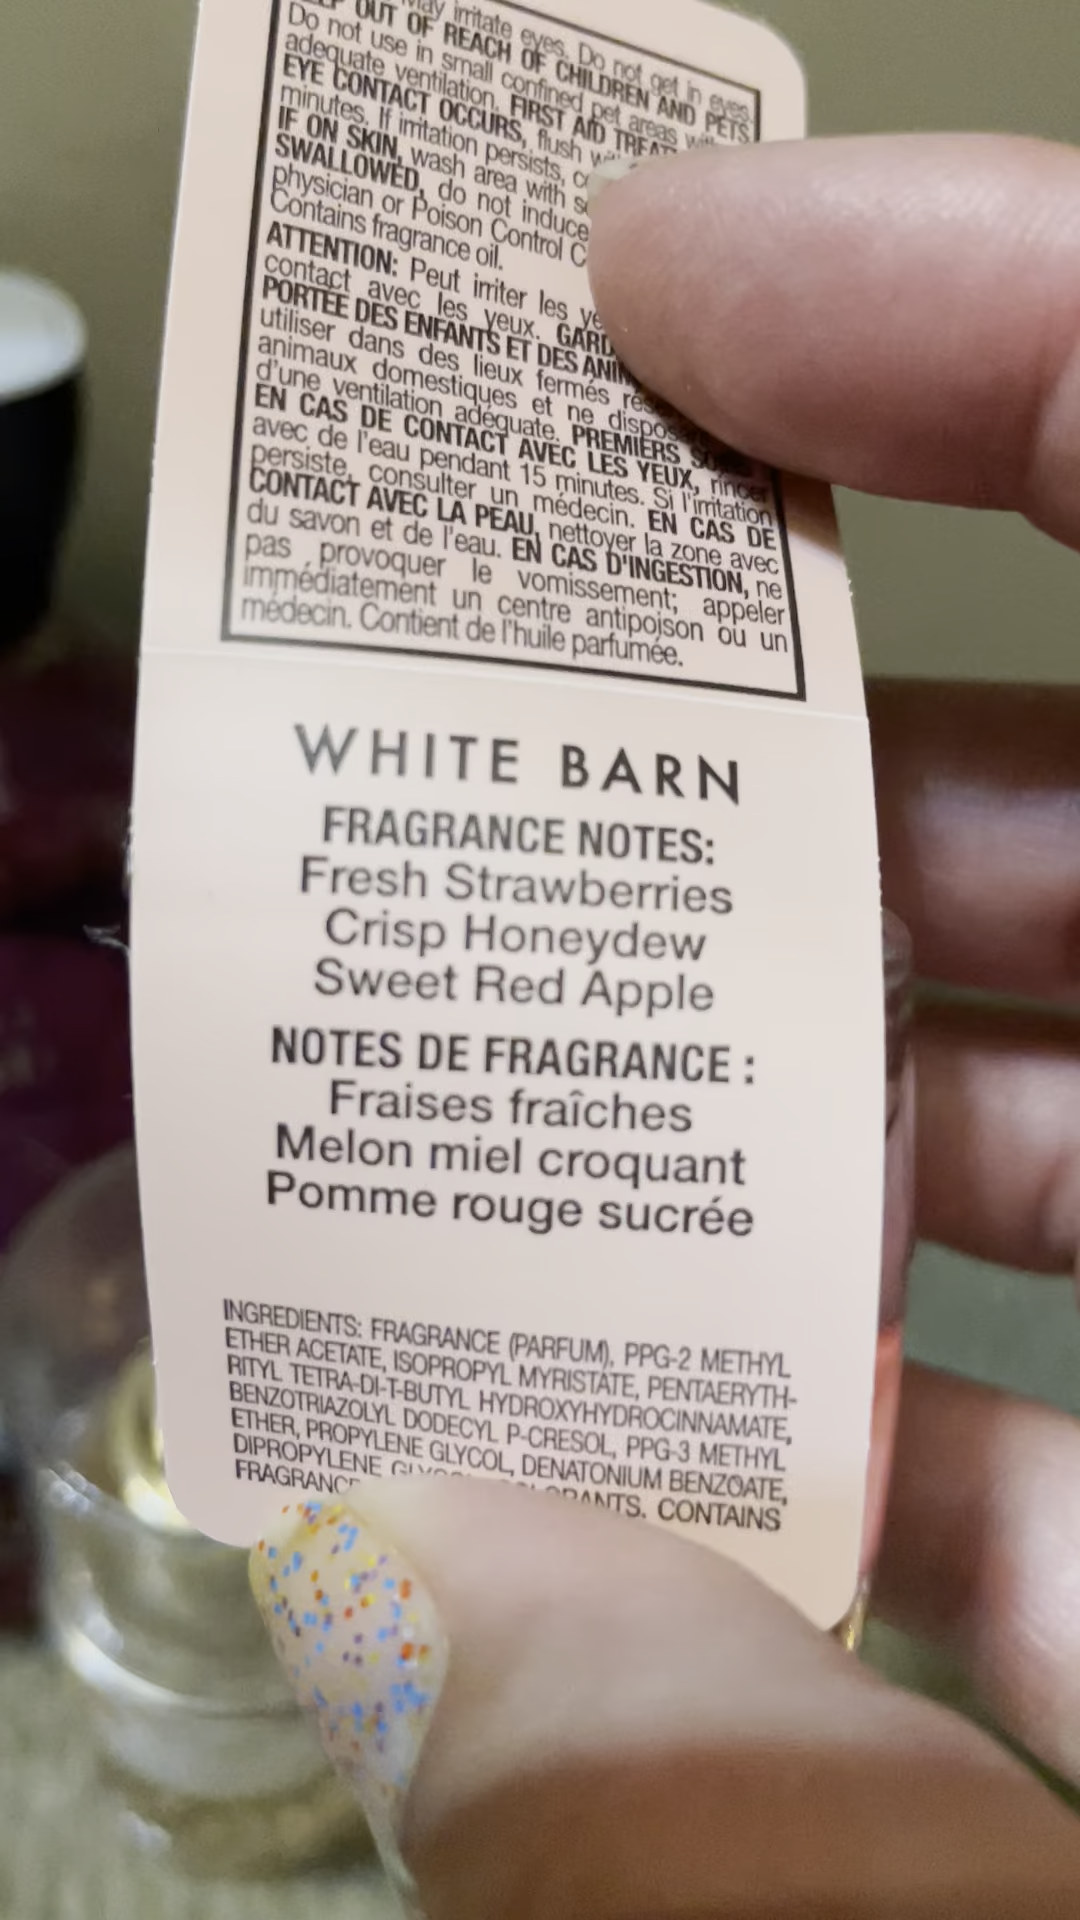 May irritate eyes. Do not get in eyes.
OUT OF REACH OF CHILDREN AND PETS
Do not use in small confined pet areas
adequate ventilation. FIRST AID
EYE CONTACT OCCURS, flush
minutes. If irritation persists,
IF ON SKIN, wash area with
SWALLOWED, do not induce
physician or Poison Control
Contains fragrance oil.
ATTENTION: Peut irriter les
contact avec les yeux.
PORTÉE DES ENFANTS ET DES
utiliser dans des lieux fermés
animaux domestiques et ne
d'une ventilation adéquate. PREMIERS
EN CAS DE CONTACT AVEC LES YEUX, rincer
avec de l'eau pendant 15 minutes. Si l'irritation
persiste, consulter un médecin. EN CAS DE
CONTACT AVEC LA PEAU, nettoyer la zone avec
du savon et de l'eau. EN CAS D'INGESTION, ne
pas provoquer le vomissement; appeler
immédiatement un centre antipoison ou un
médecin. Contient de l'huile parfumée.
WHITE BARN
FRAGRANCE NOTES:
Fresh Strawberries
Crisp Honeydew
Sweet Red Apple
NOTES DE FRAGRANCE :
Fraises fraîches
Melon miel croquant
Pomme rouge sucrée
INGREDIENTS: FRAGRANCE (PARFUM), PPG-2 METHYL
ETHER ACETATE, ISOPROPYL MYRISTATE, PENTAERYTH-
RITYL TETRA-DI-T-BUTYL HYDROXYHYDROCINNAMATE,
BENZOTRIAZOLYL DODECYL P-CRESOL, PPG-3 METHYL
ETHER, PROPYLENE GLYCOL, DENATONIUM BENZOATE,
DIPROPYLENE CONTAINS